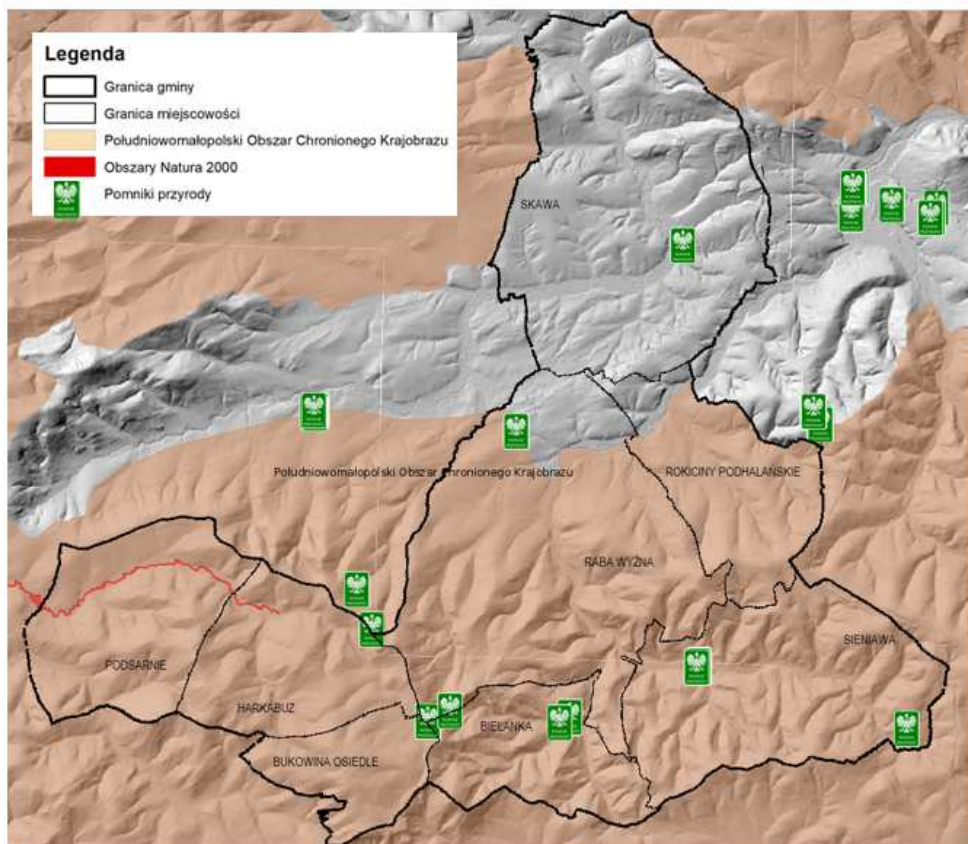 Legenda
Granica gminy
Granica miejscowości
Południowomałopolski Obszar Chronionego Krajobrazu
Obszary Natura 2000
Pomniki przyrody
SKAWA
Południowomałopolski Obszar Chronionego Krajobrazu
ROKICINY PODHALAŃSKIE
RABA WYŻNA
SIENIAWA
PODSARNIE
HARKABUZ
BIELANKA
BUKOWINA OSIEDLE